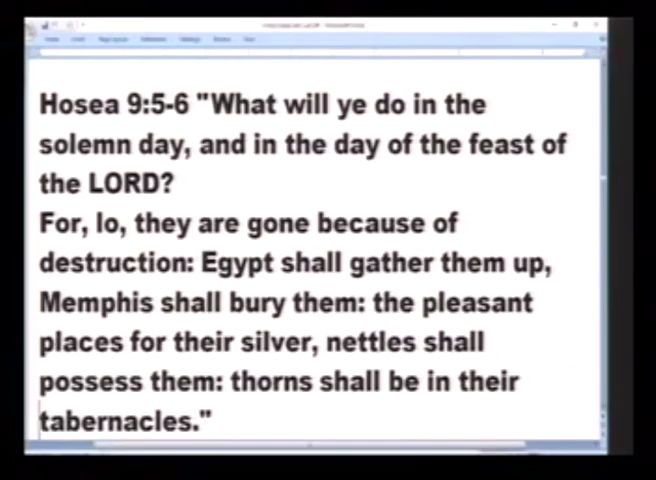 Hosea 9:5-6 "What will ye do in the
solemn day, and in the day of the feast of
the LORD?
For, lo, they are gone because of
destruction: Egypt shall gather them up,
Memphis shall bury them: the pleasant
places for their silver, nettles shall
possess them: thorns shall be in their
tabernacles."